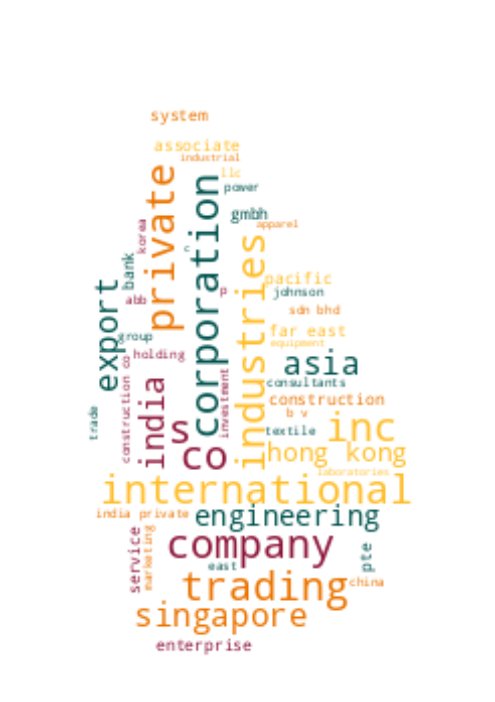 system
associate
industrial
llc
private
corporation
power
gmbh
apparel
korea
c
industries
bank
pacific
export
abb
p
johnson
sdn bhd
group
far east
equipment
holding
asia
construction co
investment
india
consultants
construction
trade
b v
s
textile
inc
co
hong kong
laboratories
international
india private
engineering
service
marketing
company
pte
east
trading
china
singapore
enterprise